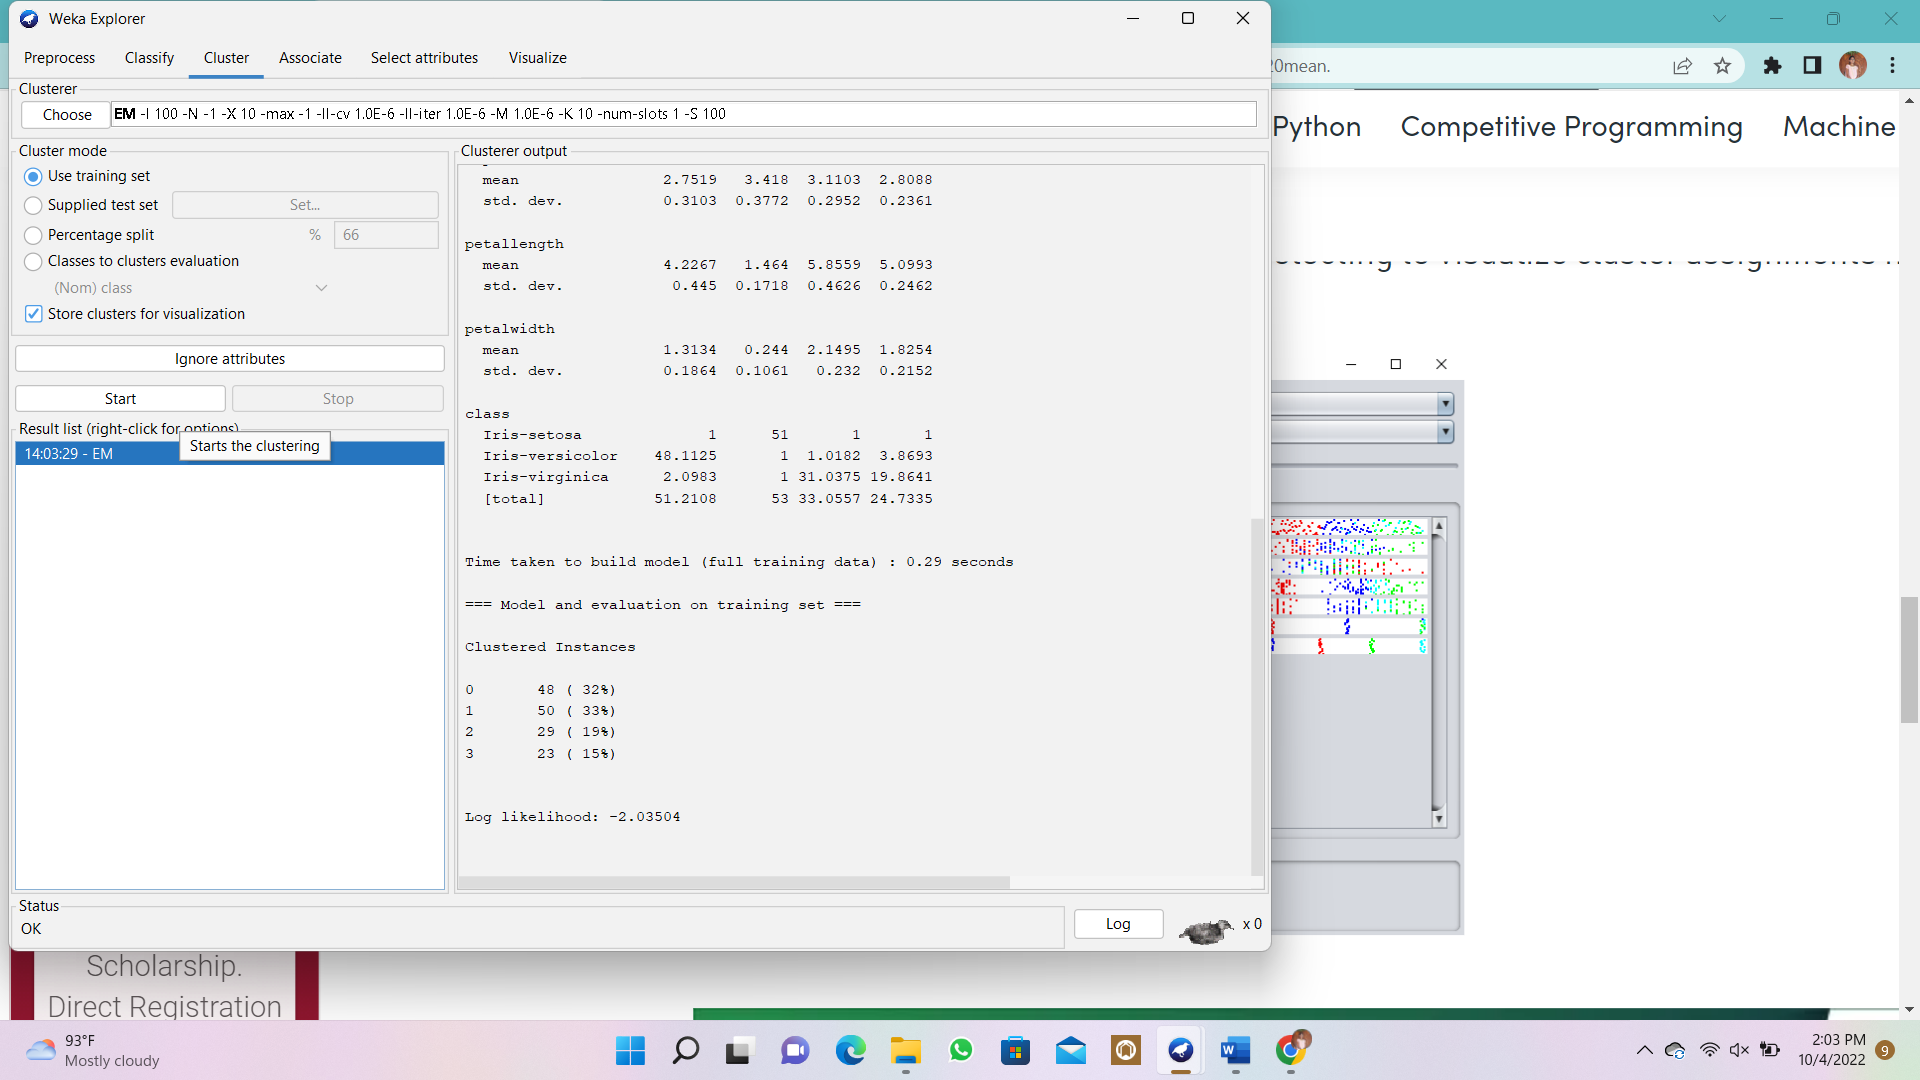 Weka Explorer
Preprocess Classify Cluster Associate Select attributes Visualize
Clusterer
Choose EM -I 100 -N -1 -X 10 -max -1 -ll-cv 1.0E-6 -ll-iter 1.0E-6 -M 1.0E-6 -K 10 -num-slots 1 -S 100
Cluster mode
Use training set
Supplied test set Set...
Percentage split % 66
Classes to clusters evaluation
(Nom) class
Store clusters for visualization
Ignore attributes
Start Stop
Result list (right-click for options)
14:03:29 - EM
Starts the clustering
Clusterer output
mean 2.7519 3.418 3.1103 2.8088
std. dev. 0.3103 0.3772 0.2952 0.2361
petallength
mean 4.2267 1.464 5.8559 5.0993
std. dev. 0.445 0.1718 0.4626 0.2462
petalwidth
mean 1.3134 0.244 2.1495 1.8254
std. dev. 0.1864 0.1061 0.232 0.2152
class
Iris-setosa 1 51 1 1
Iris-versicolor 48.1125 1 1.0182 3.8693
Iris-virginica 2.0983 1 31.0375 19.8641
[total] 51.2108 53 33.0557 24.7335
Time taken to build model (full training data) : 0.29 seconds
=== Model and evaluation on training set ===
Clustered Instances
0 48 ( 32%)
1 50 ( 33%)
2 29 ( 19%)
3 23 ( 15%)
Log likelihood: -2.03504
Status
OK
Log x 0
0mean.
Python Competitive Programming Machine
to visualize cluster assignments
Scholarship.
Direct Registration
93°F
Mostly cloudy
2:03 PM
10/4/2022
9